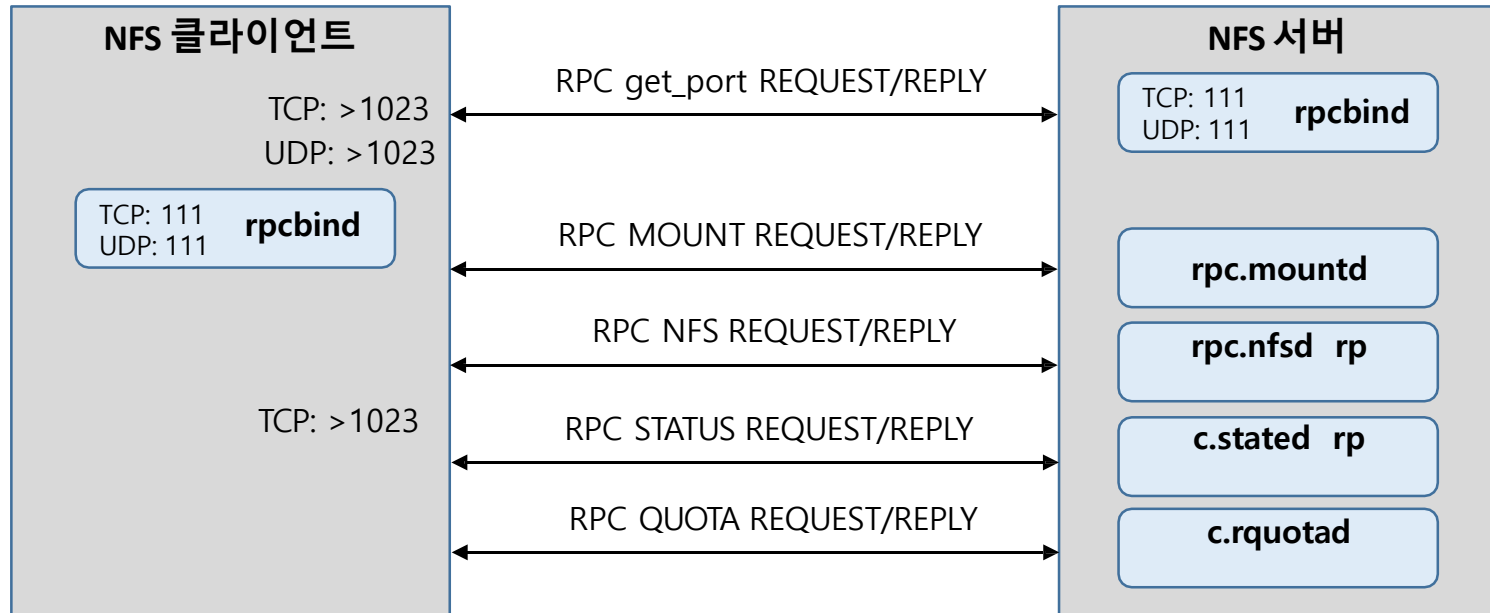 NFS 클라이언트
NFS 서버
RPC get_port REQUEST/REPLY
TCP: >1023
UDP: >1023
TCP: 111
UDP: 111
rpcbind
TCP: 111
UDP: 111
rpcbind
RPC MOUNT REQUEST/REPLY
rpc.mountd
RPC NFS REQUEST/REPLY
rpc.nfsd rp
TCP: >1023
RPC STATUS REQUEST/REPLY
c.stated rp
RPC QUOTA REQUEST/REPLY
c.rquotad